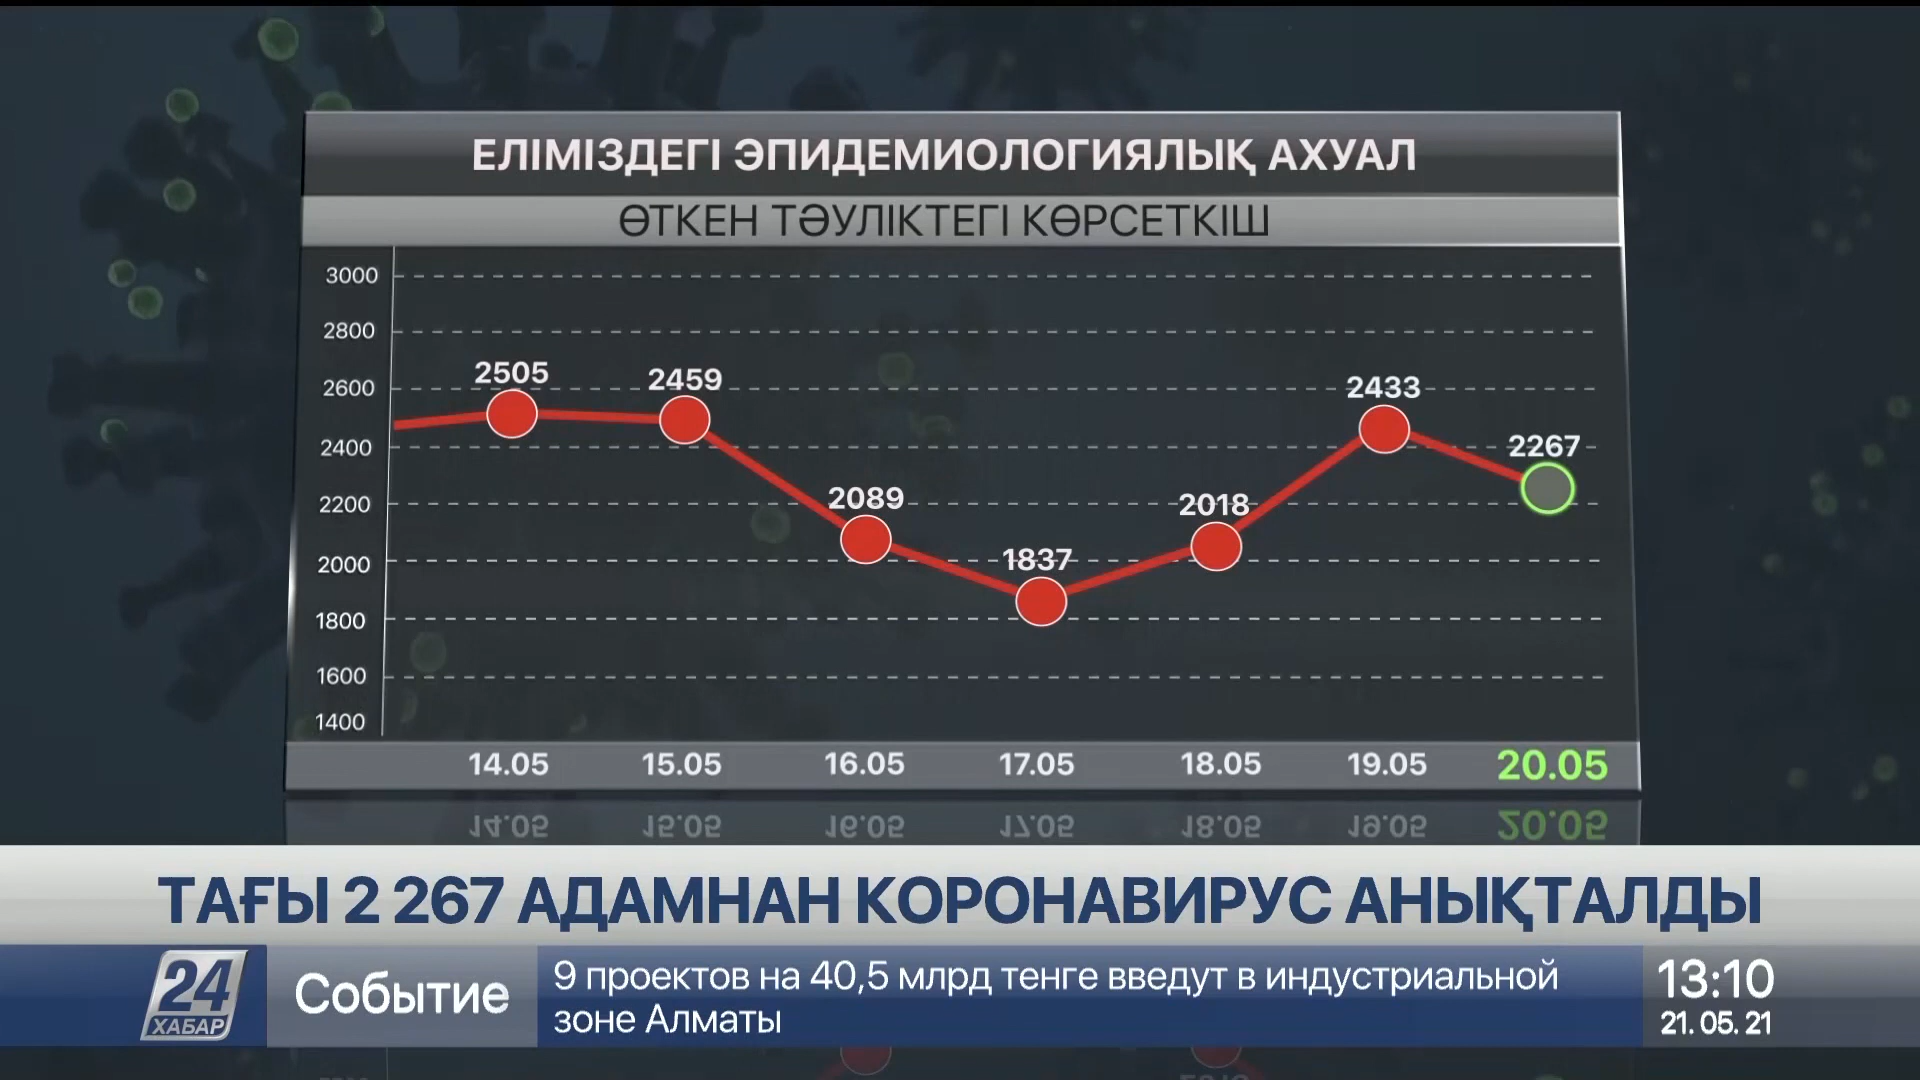 ЕЛІМІЗДЕГІ ЭПИДЕМИОЛОГИЯЛЫҚ АХУАЛ
ӨТКЕН ТӘУЛІКТЕГІ КӨРСЕТКІШ
3000
2800
2600
2400
2200
2000
1800
1600
1400
2505
2459
2089
1837
2018
2433
2267
14.05 15.05 16.05 17.05 18.05 19.05 20.05
ТАҒЫ 2 267 АДАМНАН КОРОНАВИРУС АНЫҚТАЛДЫ
24
ХАБАР
Событие
9 проектов на 40,5 млрд тенге введут в индустриальной
зоне Алматы
13:10
21. 05. 21